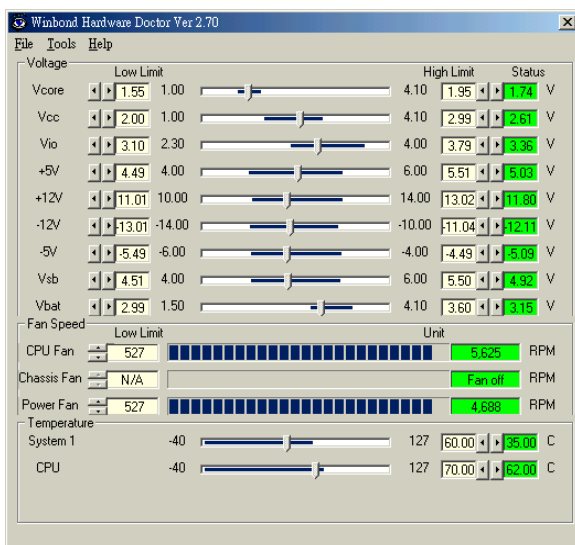 Winbond Hardware Doctor Ver 2.70
File Tools Help
Voltage
Low Limit High Limit Status
Vcore 1.55 1.00 4.10 1.95 1.74 V
Vcc 2.00 1.00 4.10 2.99 2.61 V
Vio 3.10 2.30 4.00 3.79 3.36 V
+5V 4.49 4.00 6.00 5.51 5.03 V
+12V 11.01 10.00 14.00 13.02 11.80 V
-12V -13.01 -14.00 -10.00 -11.04 -12.11 V
-5V -5.49 -6.00 -4.00 -4.49 -5.09 V
Vsb 4.51 4.00 6.00 5.50 4.92 V
Vbat 2.99 1.50 4.10 3.60 3.15 V
Fan Speed
Low Limit Unit
CPU Fan 527 5,625 RPM
Chassis Fan N/A Fan off RPM
Power Fan 527 4,688 RPM
Temperature
System 1 -40 127 60.00 35.00 C
CPU -40 127 70.00 62.00 C